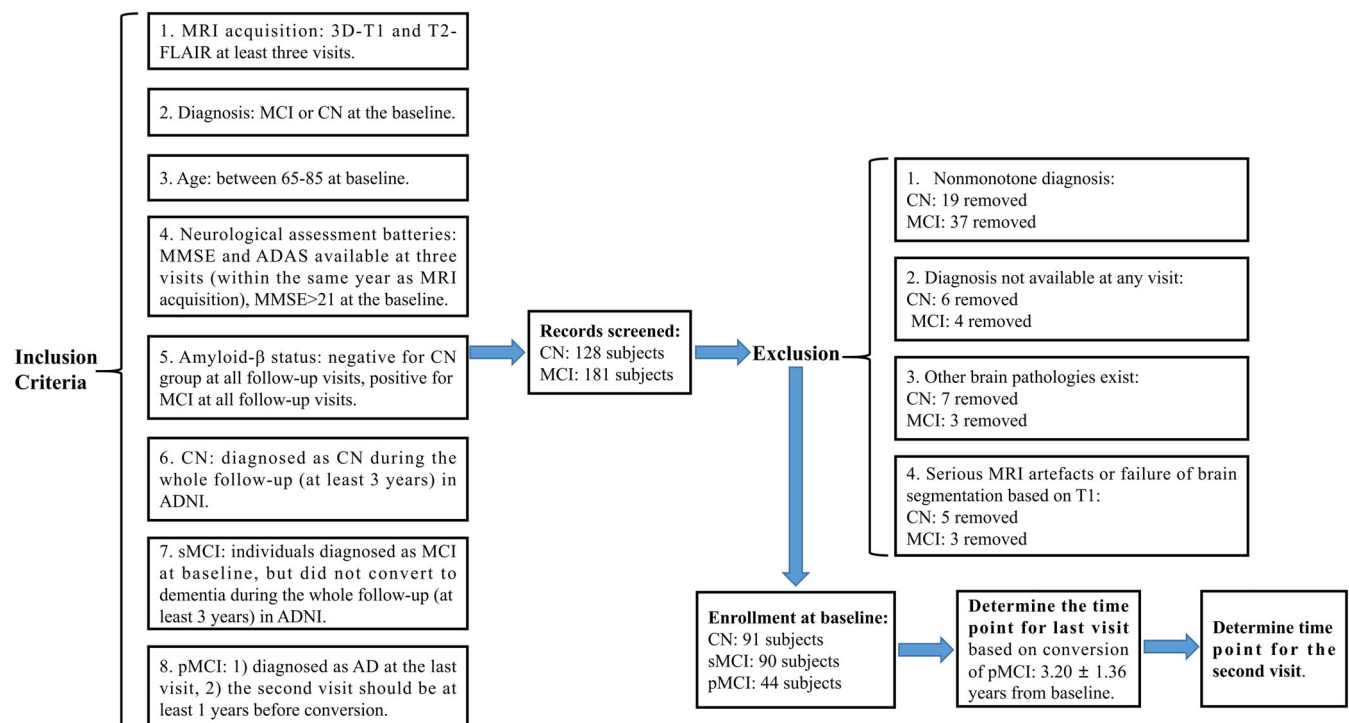 Inclusion
Criteria
1. MRI acquisition: 3D-T1 and T2-
FLAIR at least three visits.
2. Diagnosis: MCI or CN at the baseline.
3. Age: between 65-85 at baseline.
4. Neurological assessment batteries:
MMSE and ADAS available at three
visits (within the same year as MRI
acquisition), MMSE>21 at the baseline.
5. Amyloid-β status: negative for CN
group at all follow-up visits, positive for
MCI at all follow-up visits.
6. CN: diagnosed as CN during the
whole follow-up (at least 3 years) in
ADNI.
7. sMCI: individuals diagnosed as MCI
at baseline, but did not convert to
dementia during the whole follow-up (at
least 3 years) in ADNI.
8. pMCI: 1) diagnosed as AD at the last
visit, 2) the second visit should be at
least 1 years before conversion.
Records screened:
CN: 128 subjects
MCI: 181 subjects
Exclusion
1. Nonmonotone diagnosis:
CN: 19 removed
MCI: 37 removed
2. Diagnosis not available at any visit:
CN: 6 removed
MCI: 4 removed
3. Other brain pathologies exist:
CN: 7 removed
MCI: 3 removed
4. Serious MRI artefacts or failure of brain
segmentation based on T1:
CN: 5 removed
MCI: 3 removed
Enrollment at baseline:
CN: 91 subjects
sMCI: 90 subjects
pMCI: 44 subjects
Determine the time
point for last visit
based on conversion
of pMCI: 3.20 ± 1.36
years from baseline.
Determine time
point for the
second visit.